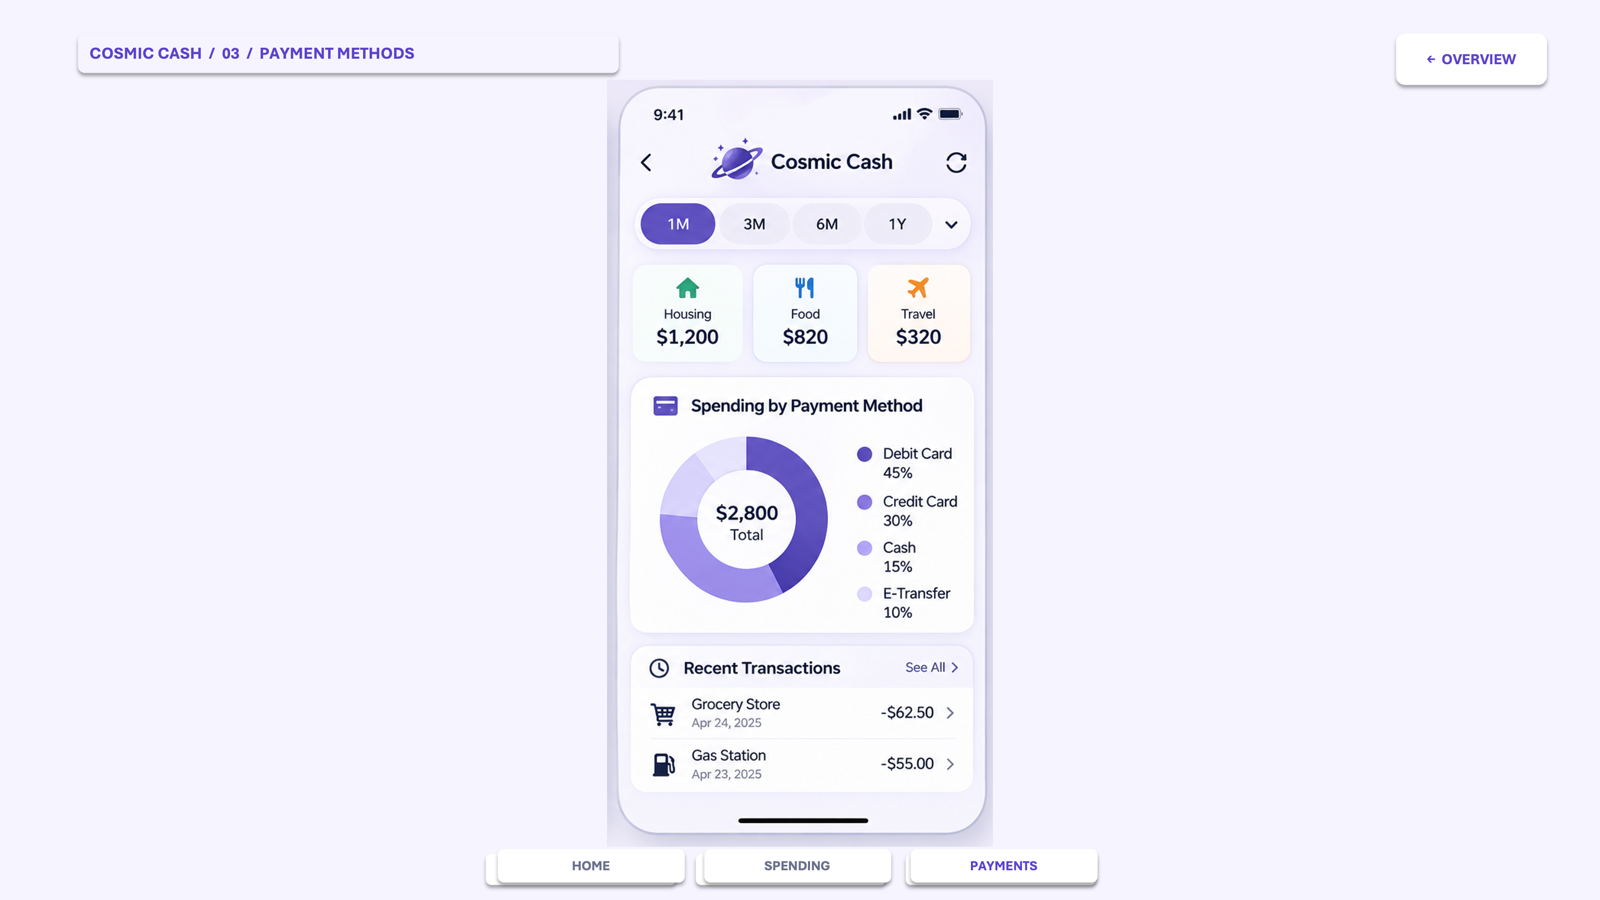 COSMIC CASH / 03 / PAYMENT METHODS
← OVERVIEW
9:41
Cosmic Cash
1M 3M 6M 1Y
Housing Food Travel
$1,200 $820 $320
Spending by Payment Method
$2,800
Total
Debit Card
45%
Credit Card
30%
Cash
15%
E-Transfer
10%
Recent Transactions See All >
Grocery Store
Apr 24, 2025
-$62.50 >
Gas Station
Apr 23, 2025
-$55.00 >
HOME SPENDING PAYMENTS